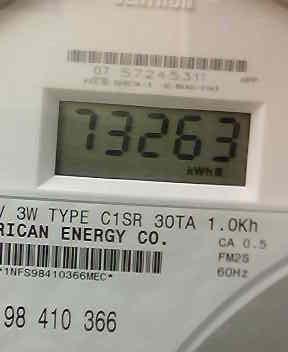 07 57245311
73263
kWh
V 3W TYPE C1SR 30TA 1.0Kh
RICAN ENERGY CO.
CA 0.5
*1NFS98410366MEC*
FM2S
60Hz
98 410 366